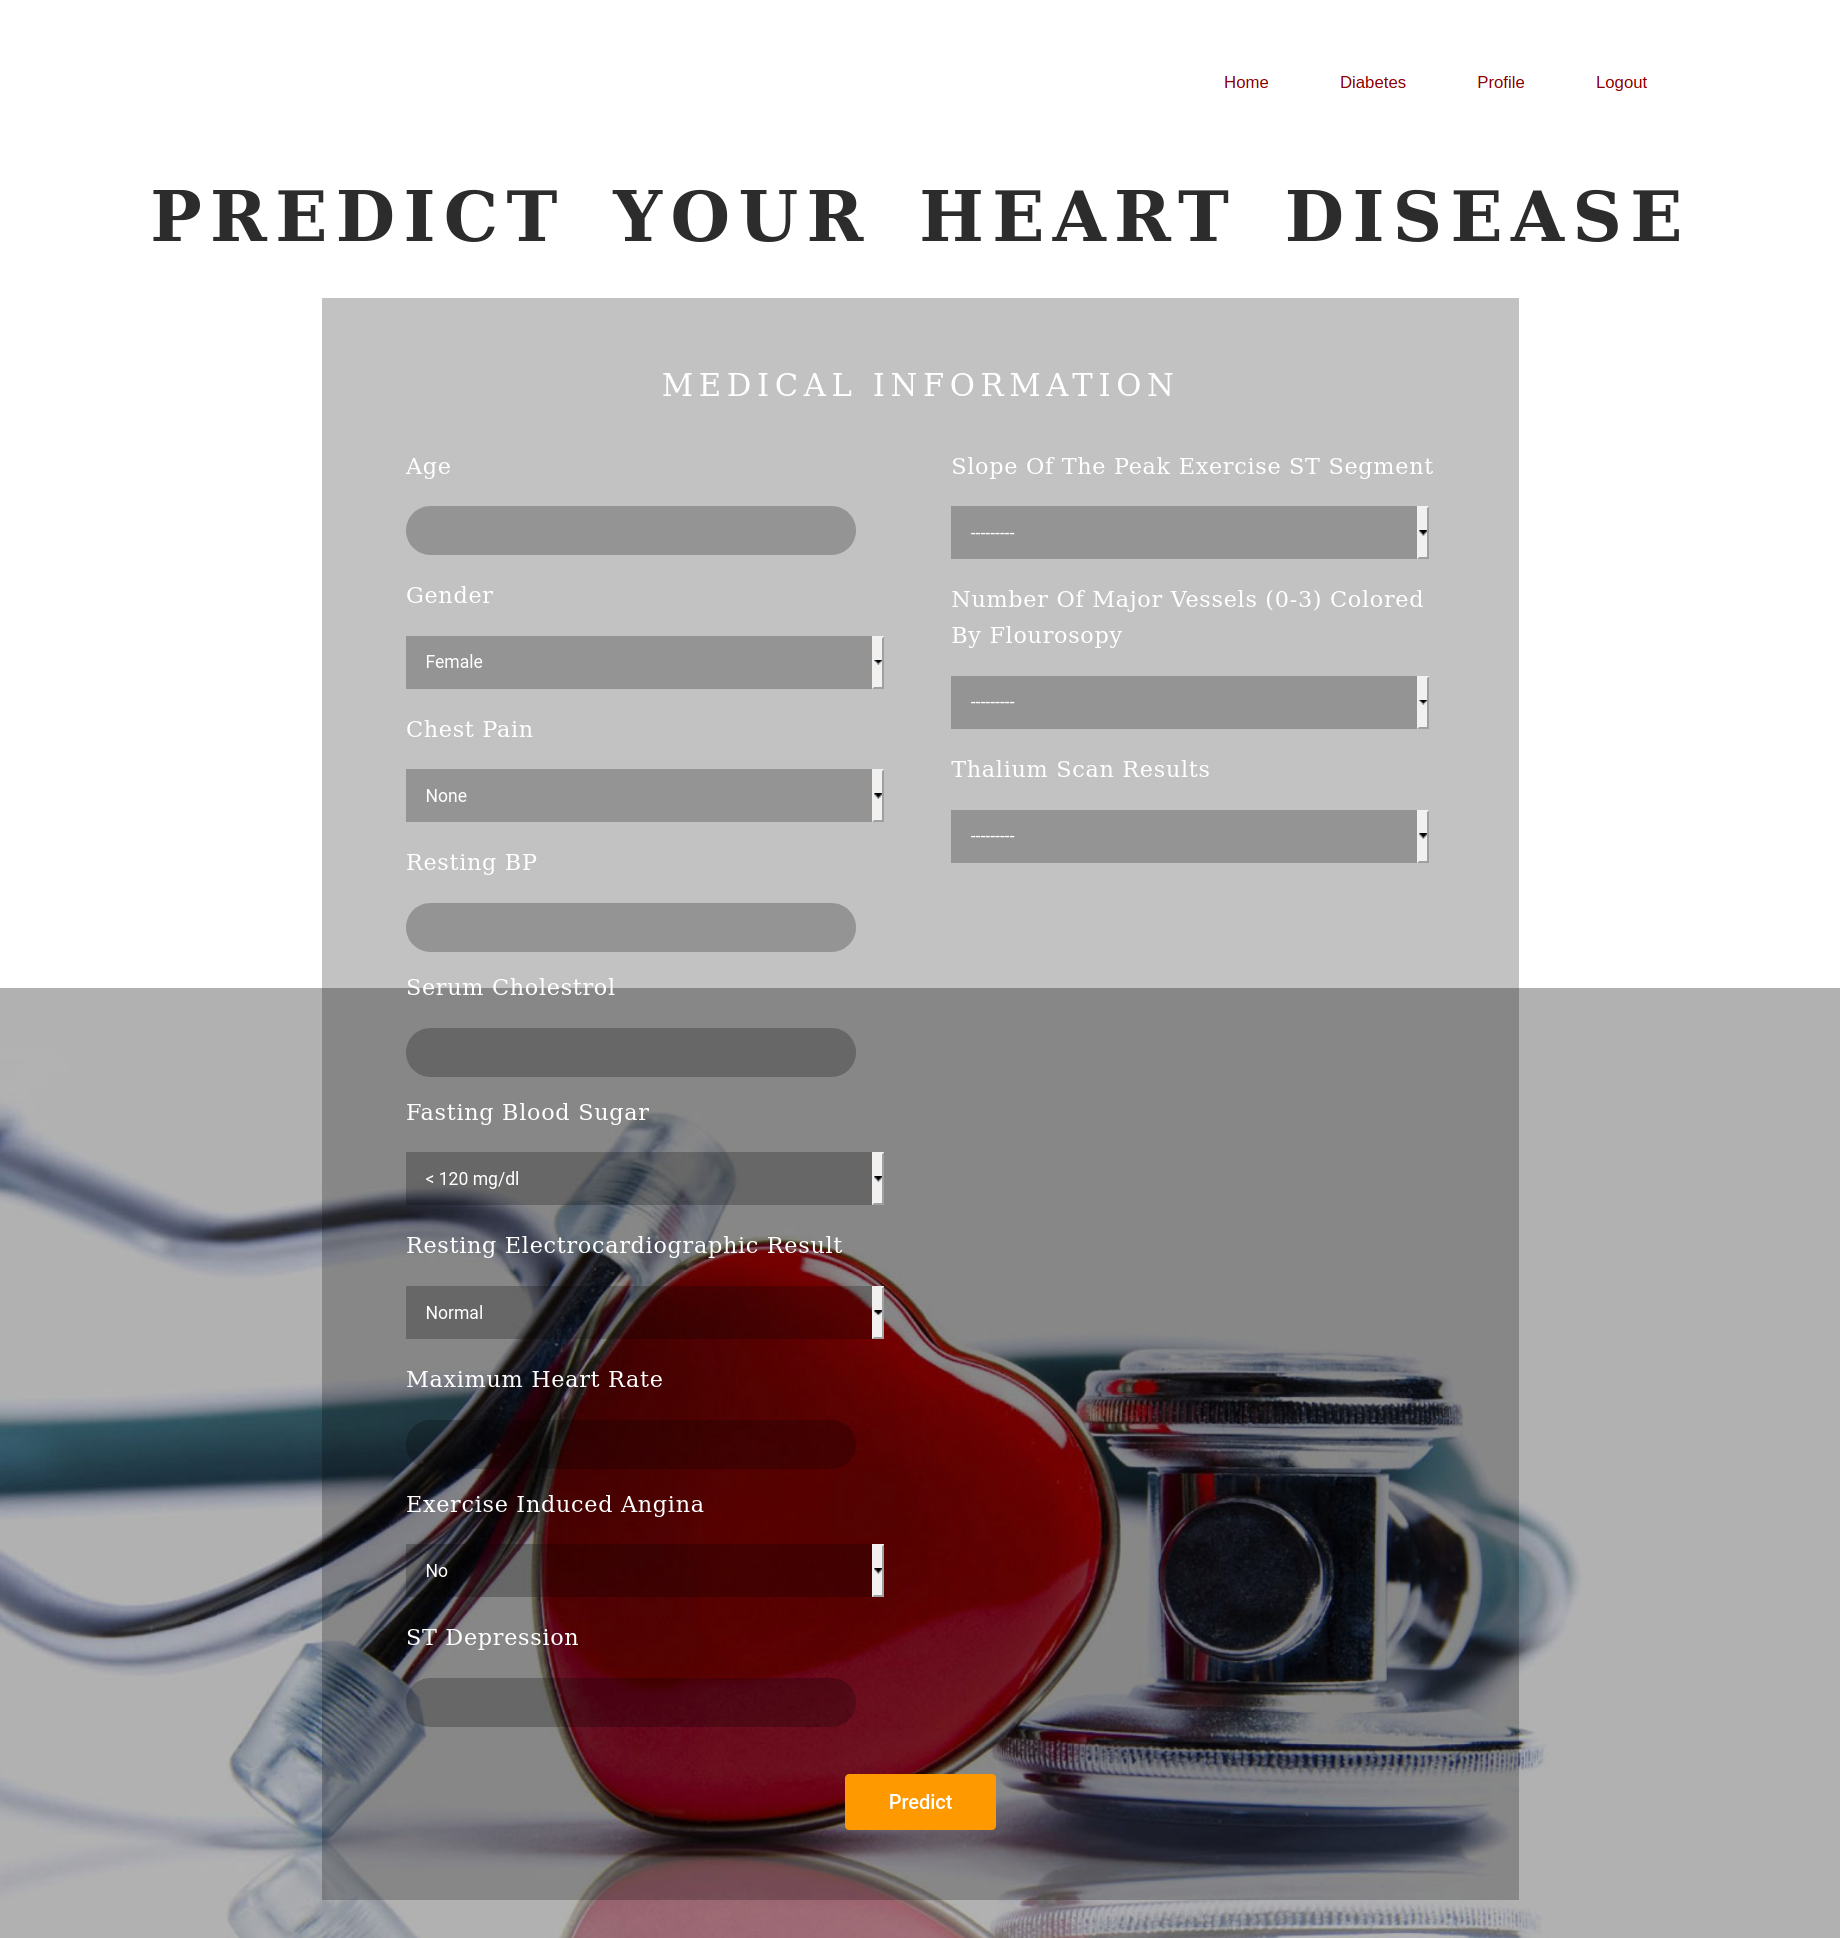 Home Diabetes Profile Logout
PREDICT YOUR HEART DISEASE
MEDICAL INFORMATION
Age
Gender
Female
Chest Pain
None
Resting BP
Serum Cholestrol
Fasting Blood Sugar
< 120 mg/dl
Resting Electrocardiographic Result
Normal
Maximum Heart Rate
Exercise Induced Angina
No
ST Depression
Slope Of The Peak Exercise ST Segment
---------
Number Of Major Vessels (0-3) Colored
By Flourosopy
---------
Thalium Scan Results
---------
Predict